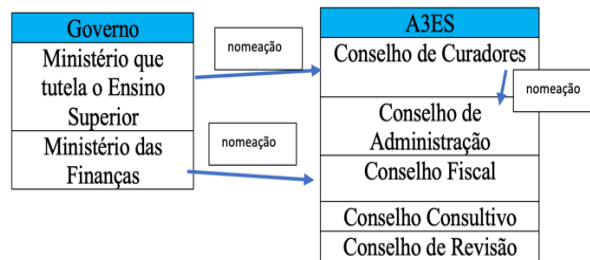 Governo
Ministério que
tutela o Ensino
Superior
Ministério das
Finanças
nomeação
nomeação
A3ES
Conselho de Curadores
nomeação
Conselho de
Administração
Conselho Fiscal
Conselho Consultivo
Conselho de Revisão